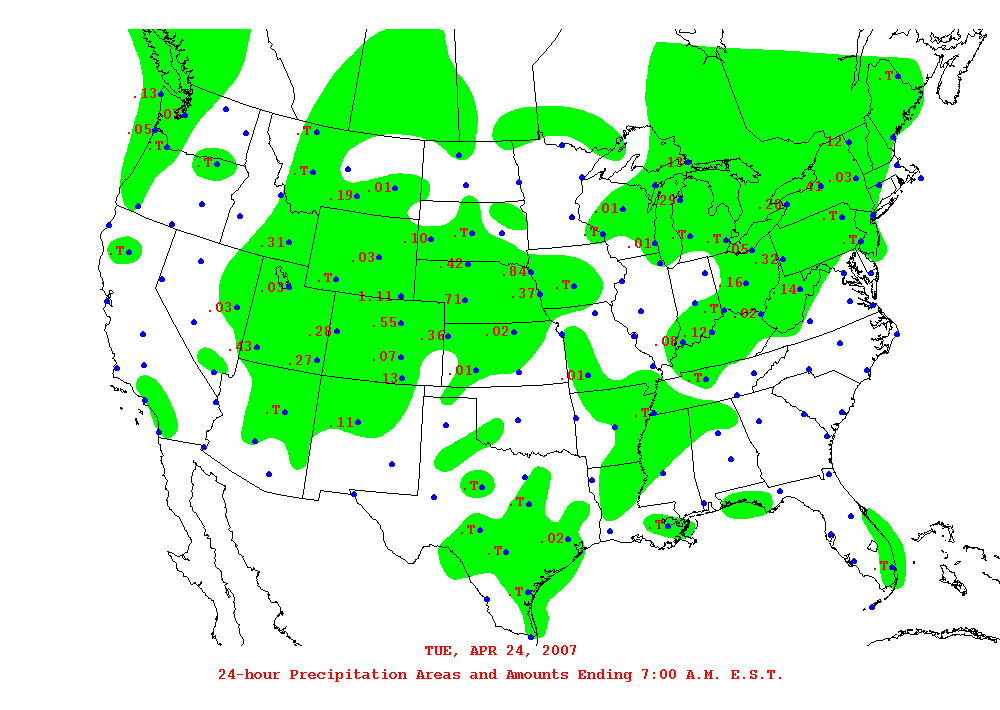 .T
.13
.05
.T
.T
.T
.12
.11
.T
.03
.41
.19
.01
.29
.20
.01
.T
.10
.T
.T
.T
.T
.T
.31
.01
.05
.T
.03
.42
.32
.84
.T
.03
.T
.16
.14
.37
1.11
.71
.03
.T
.02
.55
.28
.36
.02
.12
.08
.43
.07
.27
.01
.01
.13
.T
.T
.T
.11
.T
.T
.T
.T
.02
.T
.T
.T
TUE, APR 24, 2007
24-hour Precipitation Areas and Amounts Ending 7:00 A.M. E.S.T.